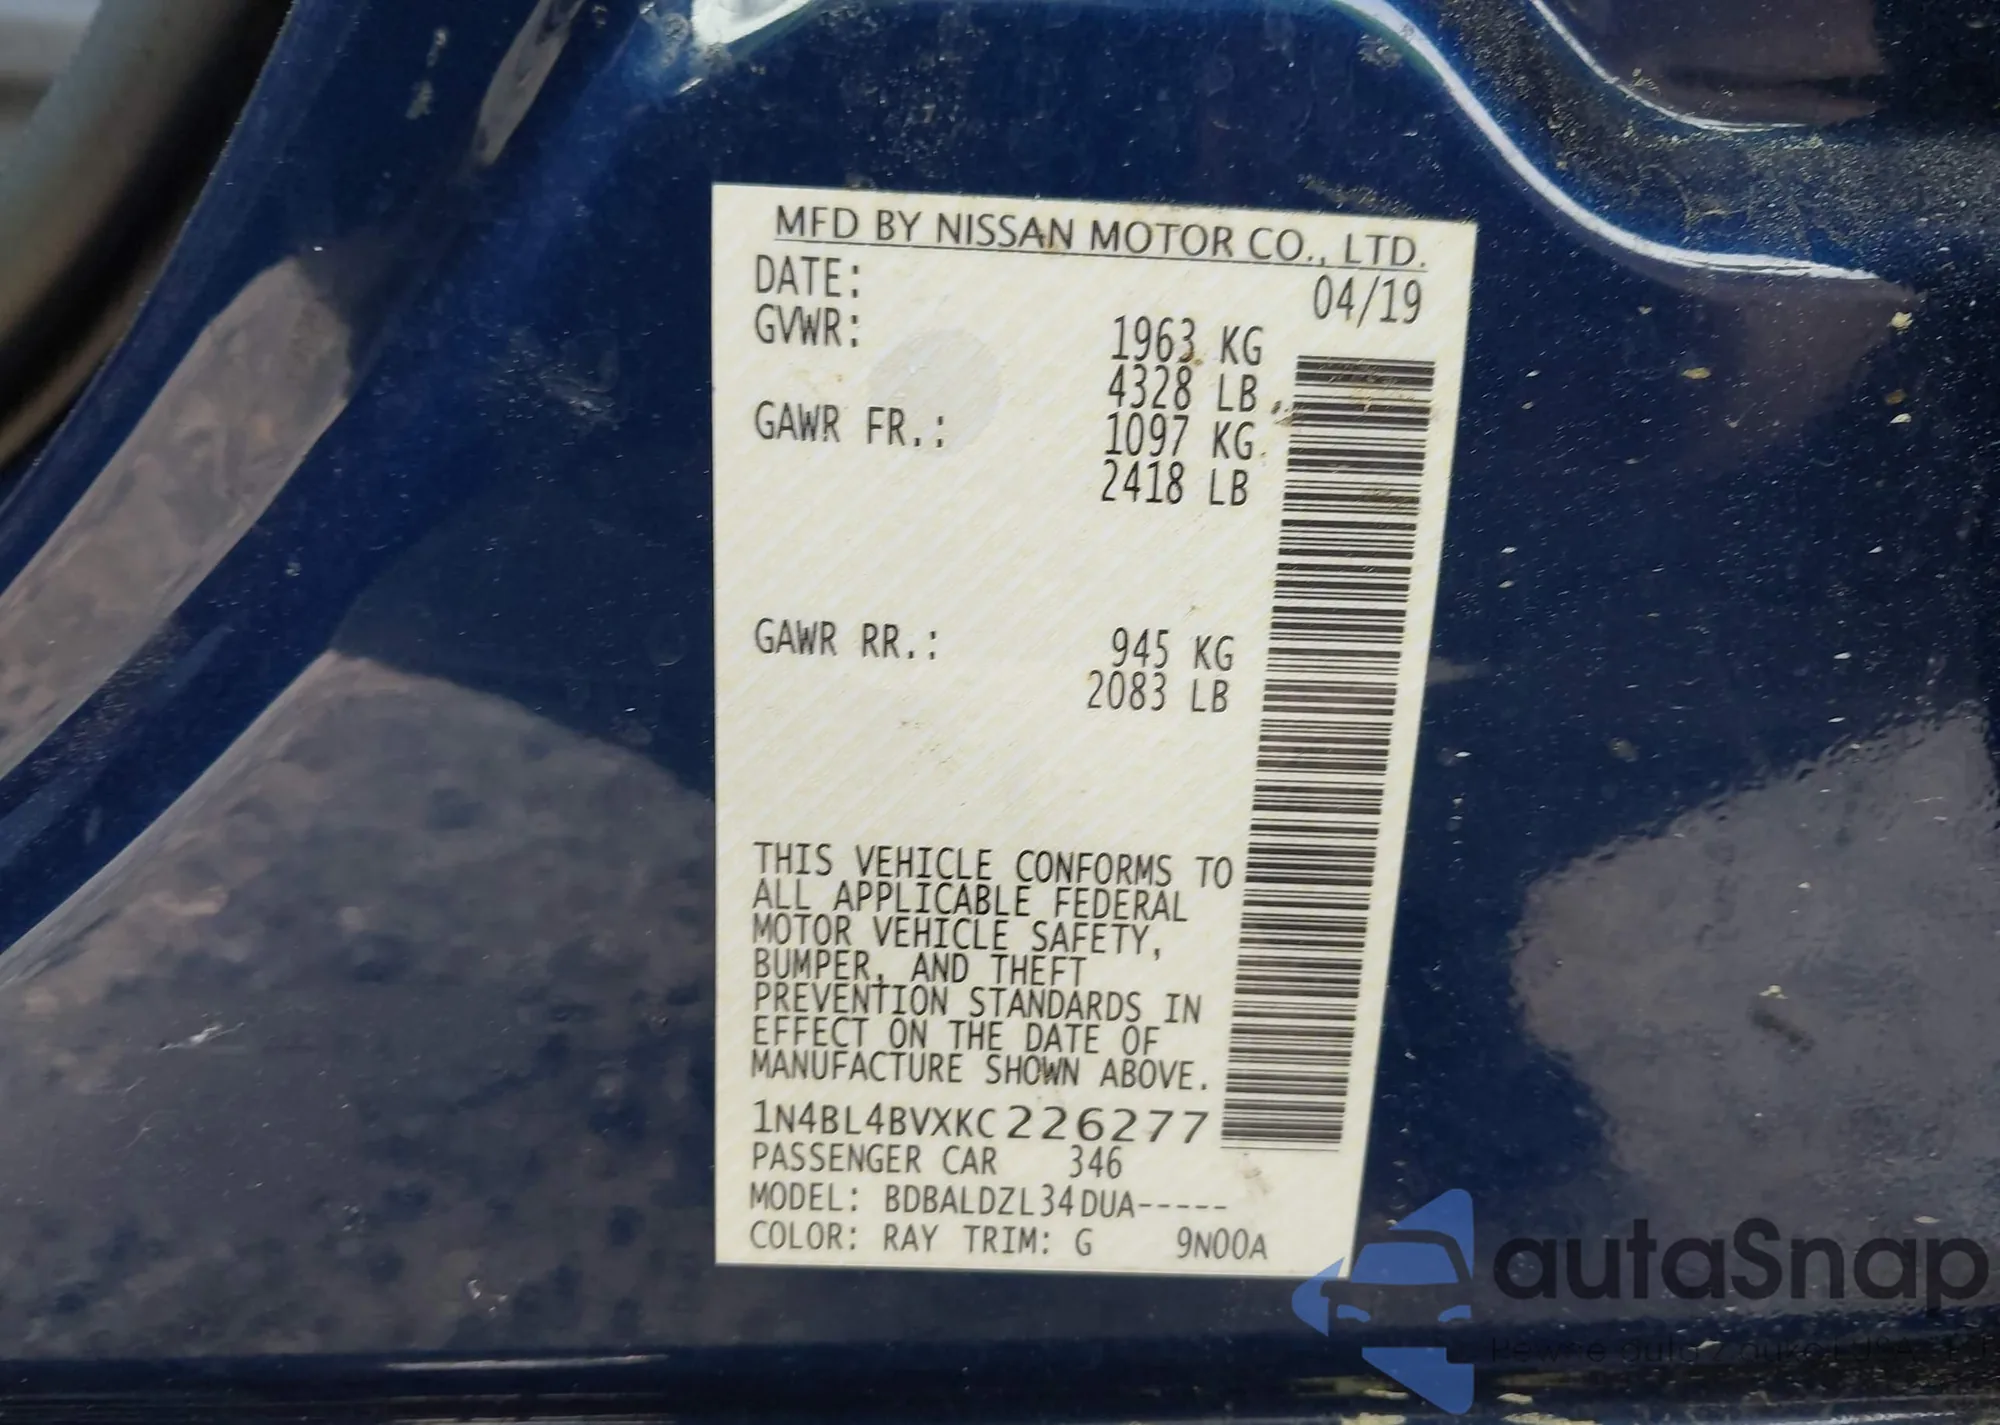 MFD BY NISSAN MOTOR CO., LTD.
DATE: 04/19
GVWR: 1963 KG
4328 LB
GAWR FR.: 1097 KG
2418 LB
GAWR RR.: 945 KG
2083 LB
THIS VEHICLE CONFORMS TO
ALL APPLICABLE FEDERAL
MOTOR VEHICLE SAFETY,
BUMPER, AND THEFT
PREVENTION STANDARDS IN
EFFECT ON THE DATE OF
MANUFACTURE SHOWN ABOVE.
1N4BL4BVXKC226277
PASSENGER CAR 346
MODEL: BDBALDZL34DUA-----
COLOR: RAY TRIM: G 9N00A
autaSnap